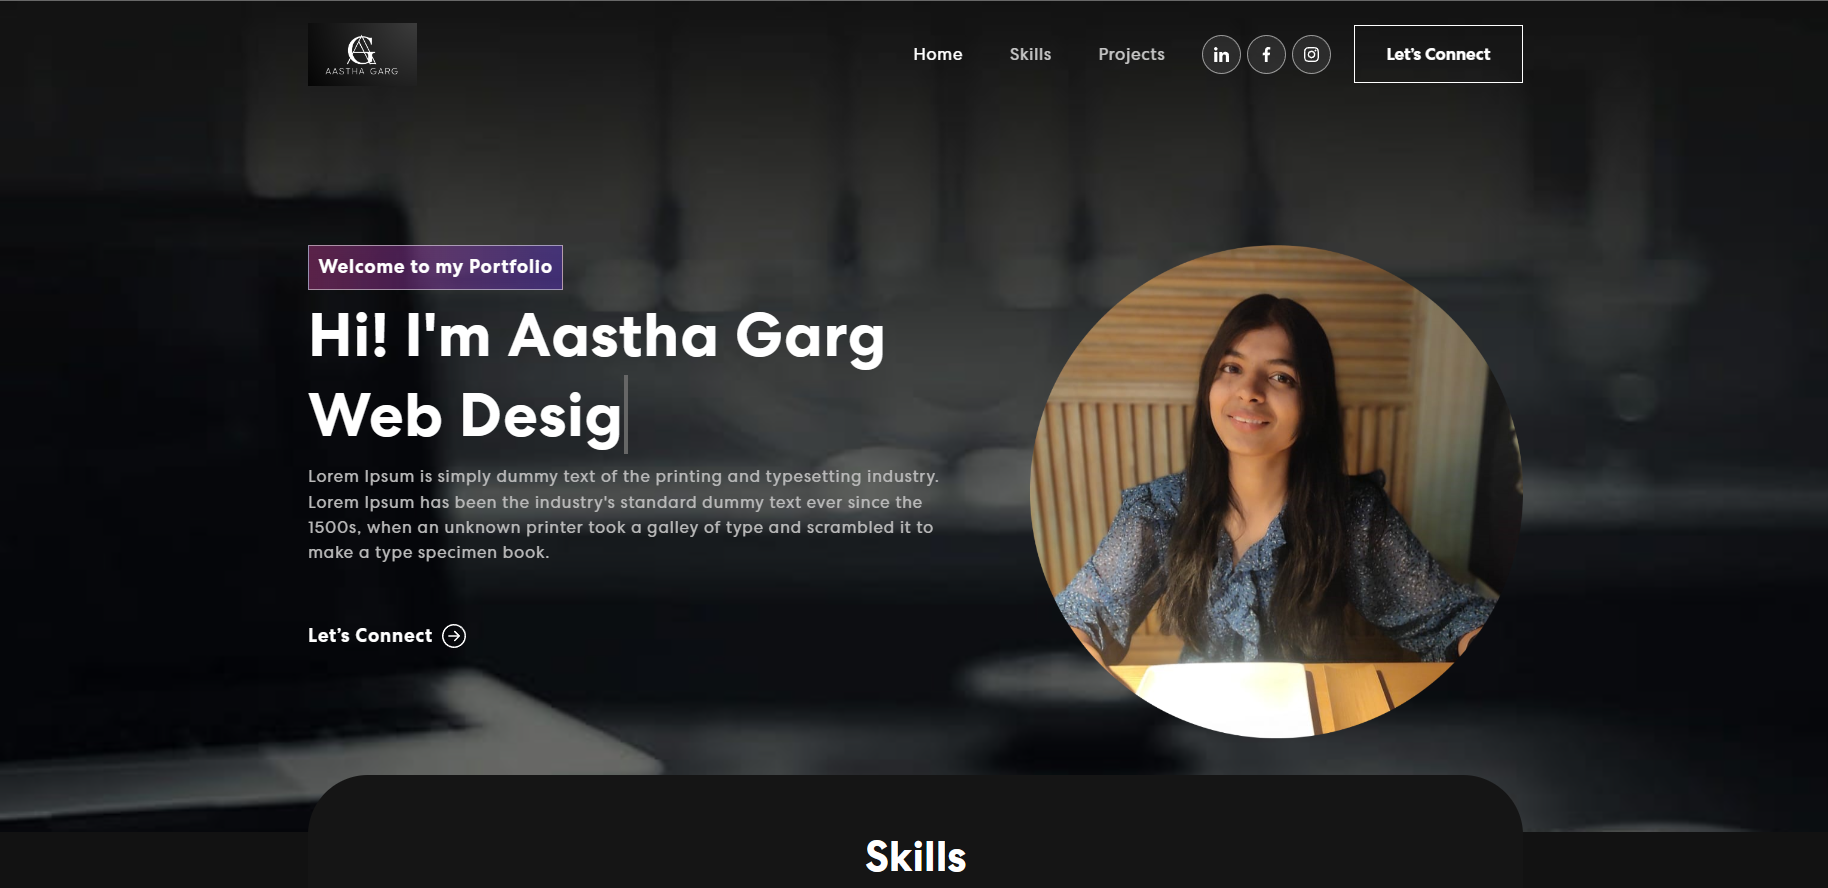 AASTHA GARG
Home Skills Projects Let's Connect
Welcome to my Portfolio
Hi! I'm Aastha Garg
Web Desig
Lorem Ipsum is simply dummy text of the printing and typesetting industry.
Lorem Ipsum has been the industry's standard dummy text ever since the
1500s, when an unknown printer took a galley of type and scrambled it to
make a type specimen book.
Let’s Connect
Skills